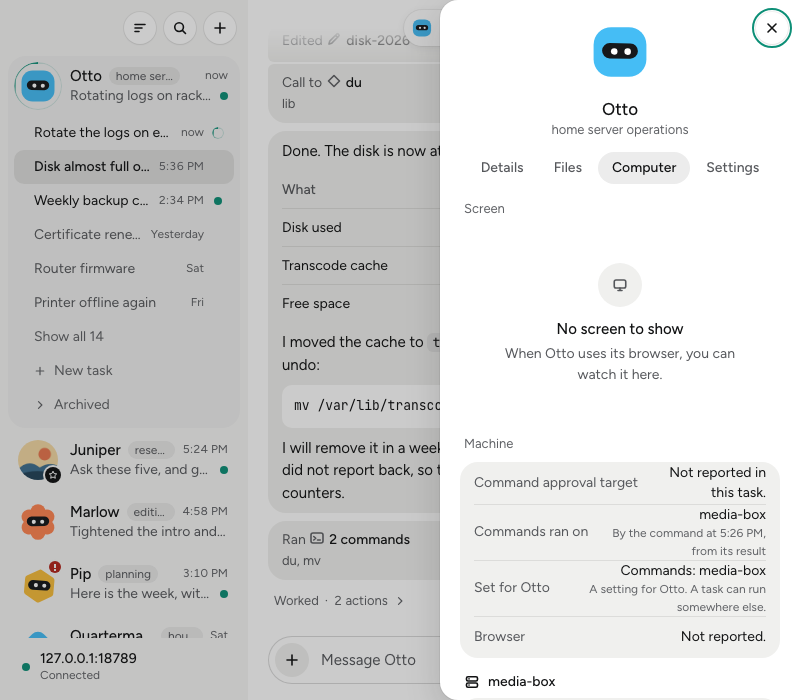 Otto home ser... now
Rotating logs on rack...
Rotate the logs on e... now
Disk almost full o... 5:36 PM
Weekly backup c... 2:34 PM
Certificate rene... Yesterday
Router firmware Sat
Printer offline again Fri
Show all 14
New task
Archived
Juniper rese... 5:24 PM
Ask these five, and g...
Marlow editi... 4:58 PM
Tightened the intro and...
Pip planning 3:10 PM
Here is the week, wit...
Quarterma hou... Sat
127.0.0.1:18789
Connected
Edited disk-2026
Call to du
lib
Done. The disk is now at
What
Disk used
Transcode cache
Free space
I moved the cache to
undo:
mv /var/lib/transco
I will remove it in a week
did not report back, so t
counters.
Ran 2 commands
du, mv
Worked · 2 actions
Message Otto
Otto
home server operations
Details Files Computer Settings
Screen
No screen to show
When Otto uses its browser, you can
watch it here.
Machine
Command approval target Not reported in
this task.
Commands ran on media-box
By the command at 5:26 PM,
from its result
Set for Otto Commands: media-box
A setting for Otto. A task can run
somewhere else.
Browser Not reported.
media-box